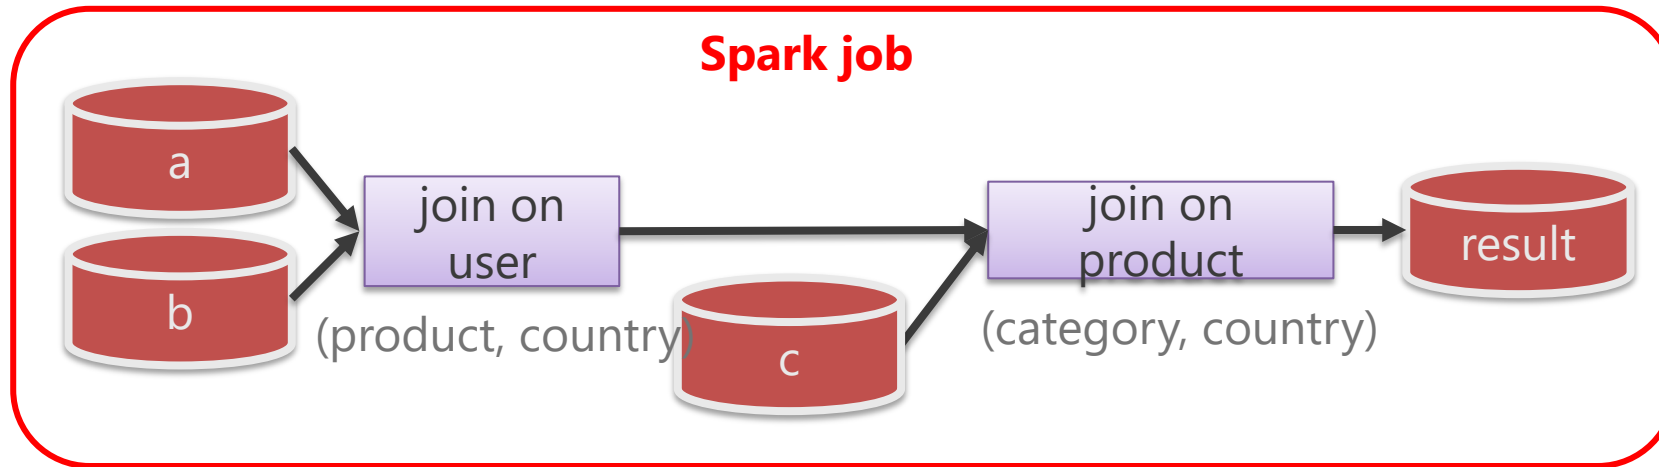 Spark job
a
b
join on
user
(product, country)
c
join on
product
(category, country)
result